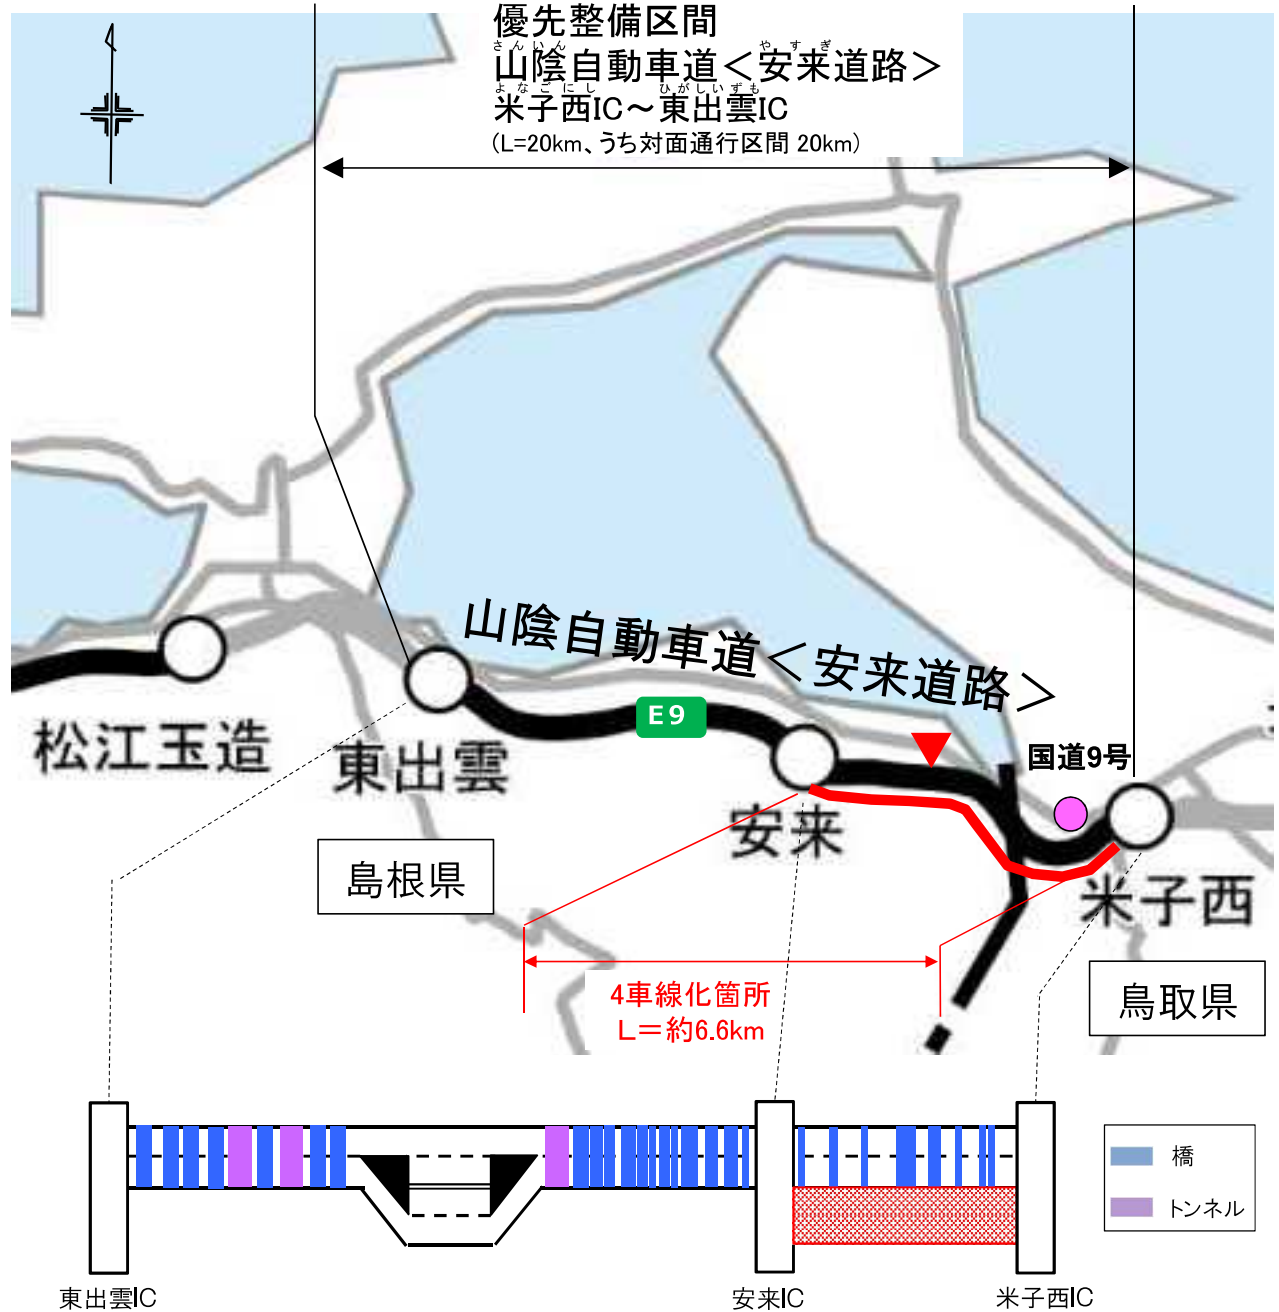 優先整備区間
さんいん やすぎ
山陰自動車道＜安来道路＞
よなごにし ひがしいずも
米子西IC～東出雲IC
(L=20km、うち対面通行区間 20km)
山陰自動車道＜安来道路＞
E9
国道9号
松江玉造
東出雲
安来
米子西
島根県
鳥取県
4車線化箇所
L＝約6.6km
橋
トンネル
東出雲IC
安来IC
米子西IC